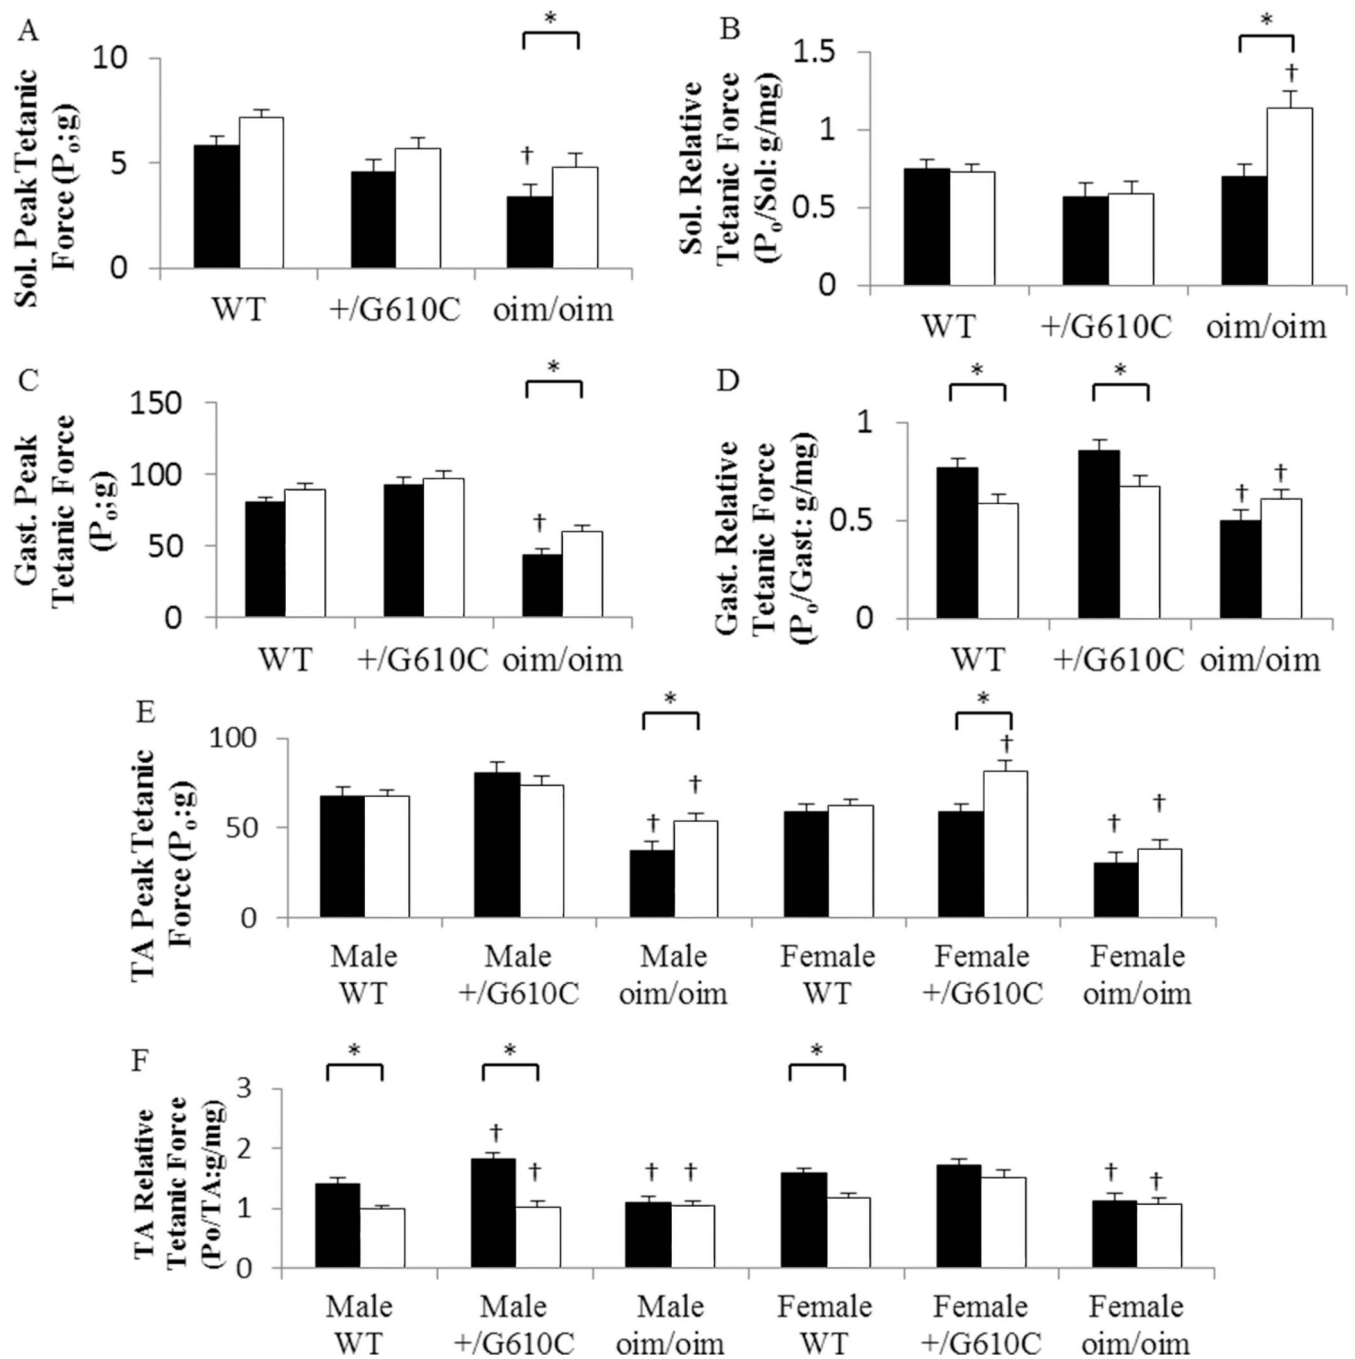 A
*
Sol. Peak Tetanic
Force (Pₒ;g)
10
5
0
†
WT
+/G610C
oim/oim
B
*
Sol. Relative
Tetanic Force
(Pₒ/Sol: g/mg)
1.5
1
0.5
0
†
WT
+/G610C
oim/oim
C
*
Gast. Peak
Tetanic Force
(Pₒ;g)
150
100
50
0
†
WT
+/G610C
oim/oim
D
* *
Gast. Relative
Tetanic Force
(Pₒ/Gast: g/mg)
1
0.5
0
† †
WT
+/G610C
oim/oim
E
* *
TA Peak Tetanic
Force (Pₒ:g)
100
50
0
† † † † †
Male
WT
Male
+/G610C
Male
oim/oim
Female
WT
Female
+/G610C
Female
oim/oim
F
* * *
TA Relative
Tetanic Force
(Po/TA:g/mg)
3
2
1
0
† † † † † †
Male
WT
Male
+/G610C
Male
oim/oim
Female
WT
Female
+/G610C
Female
oim/oim